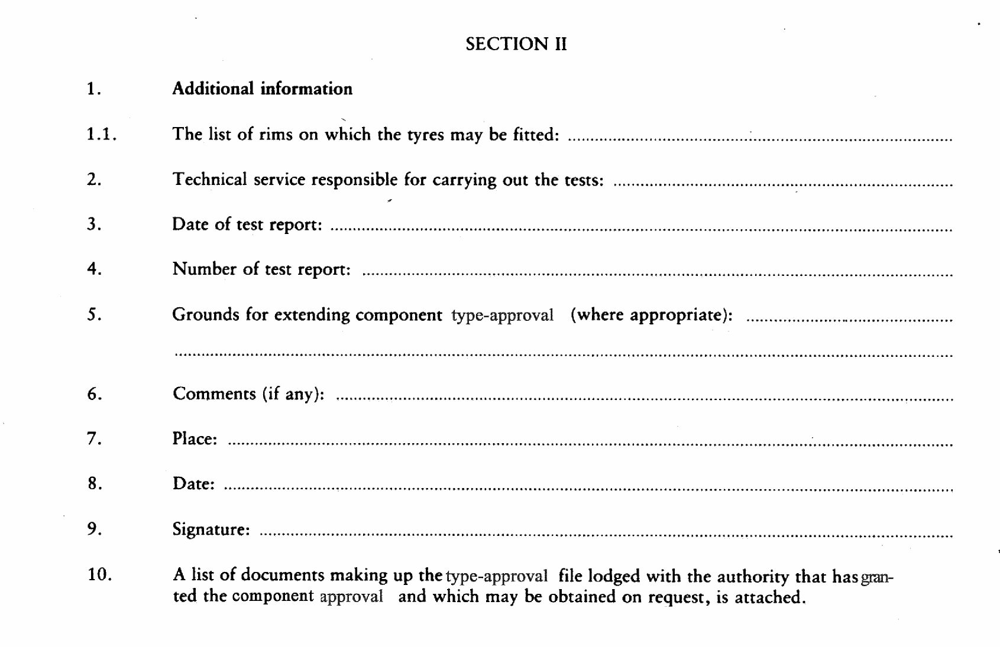 SECTION II
1. Additional information
1.1. The list of rims on which the tyres may be fitted: ..........
2. Technical service responsible for carrying out the tests: ..........
3. Date of test report: ..........
4. Number of test report: ..........
5. Grounds for extending component type-approval (where appropriate): ..........
..........
6. Comments (if any): ..........
7. Place: ..........
8. Date: ..........
9. Signature: ..........
10. A list of documents making up the type-approval file lodged with the authority that has gran-
ted the component approval and which may be obtained on request, is attached.